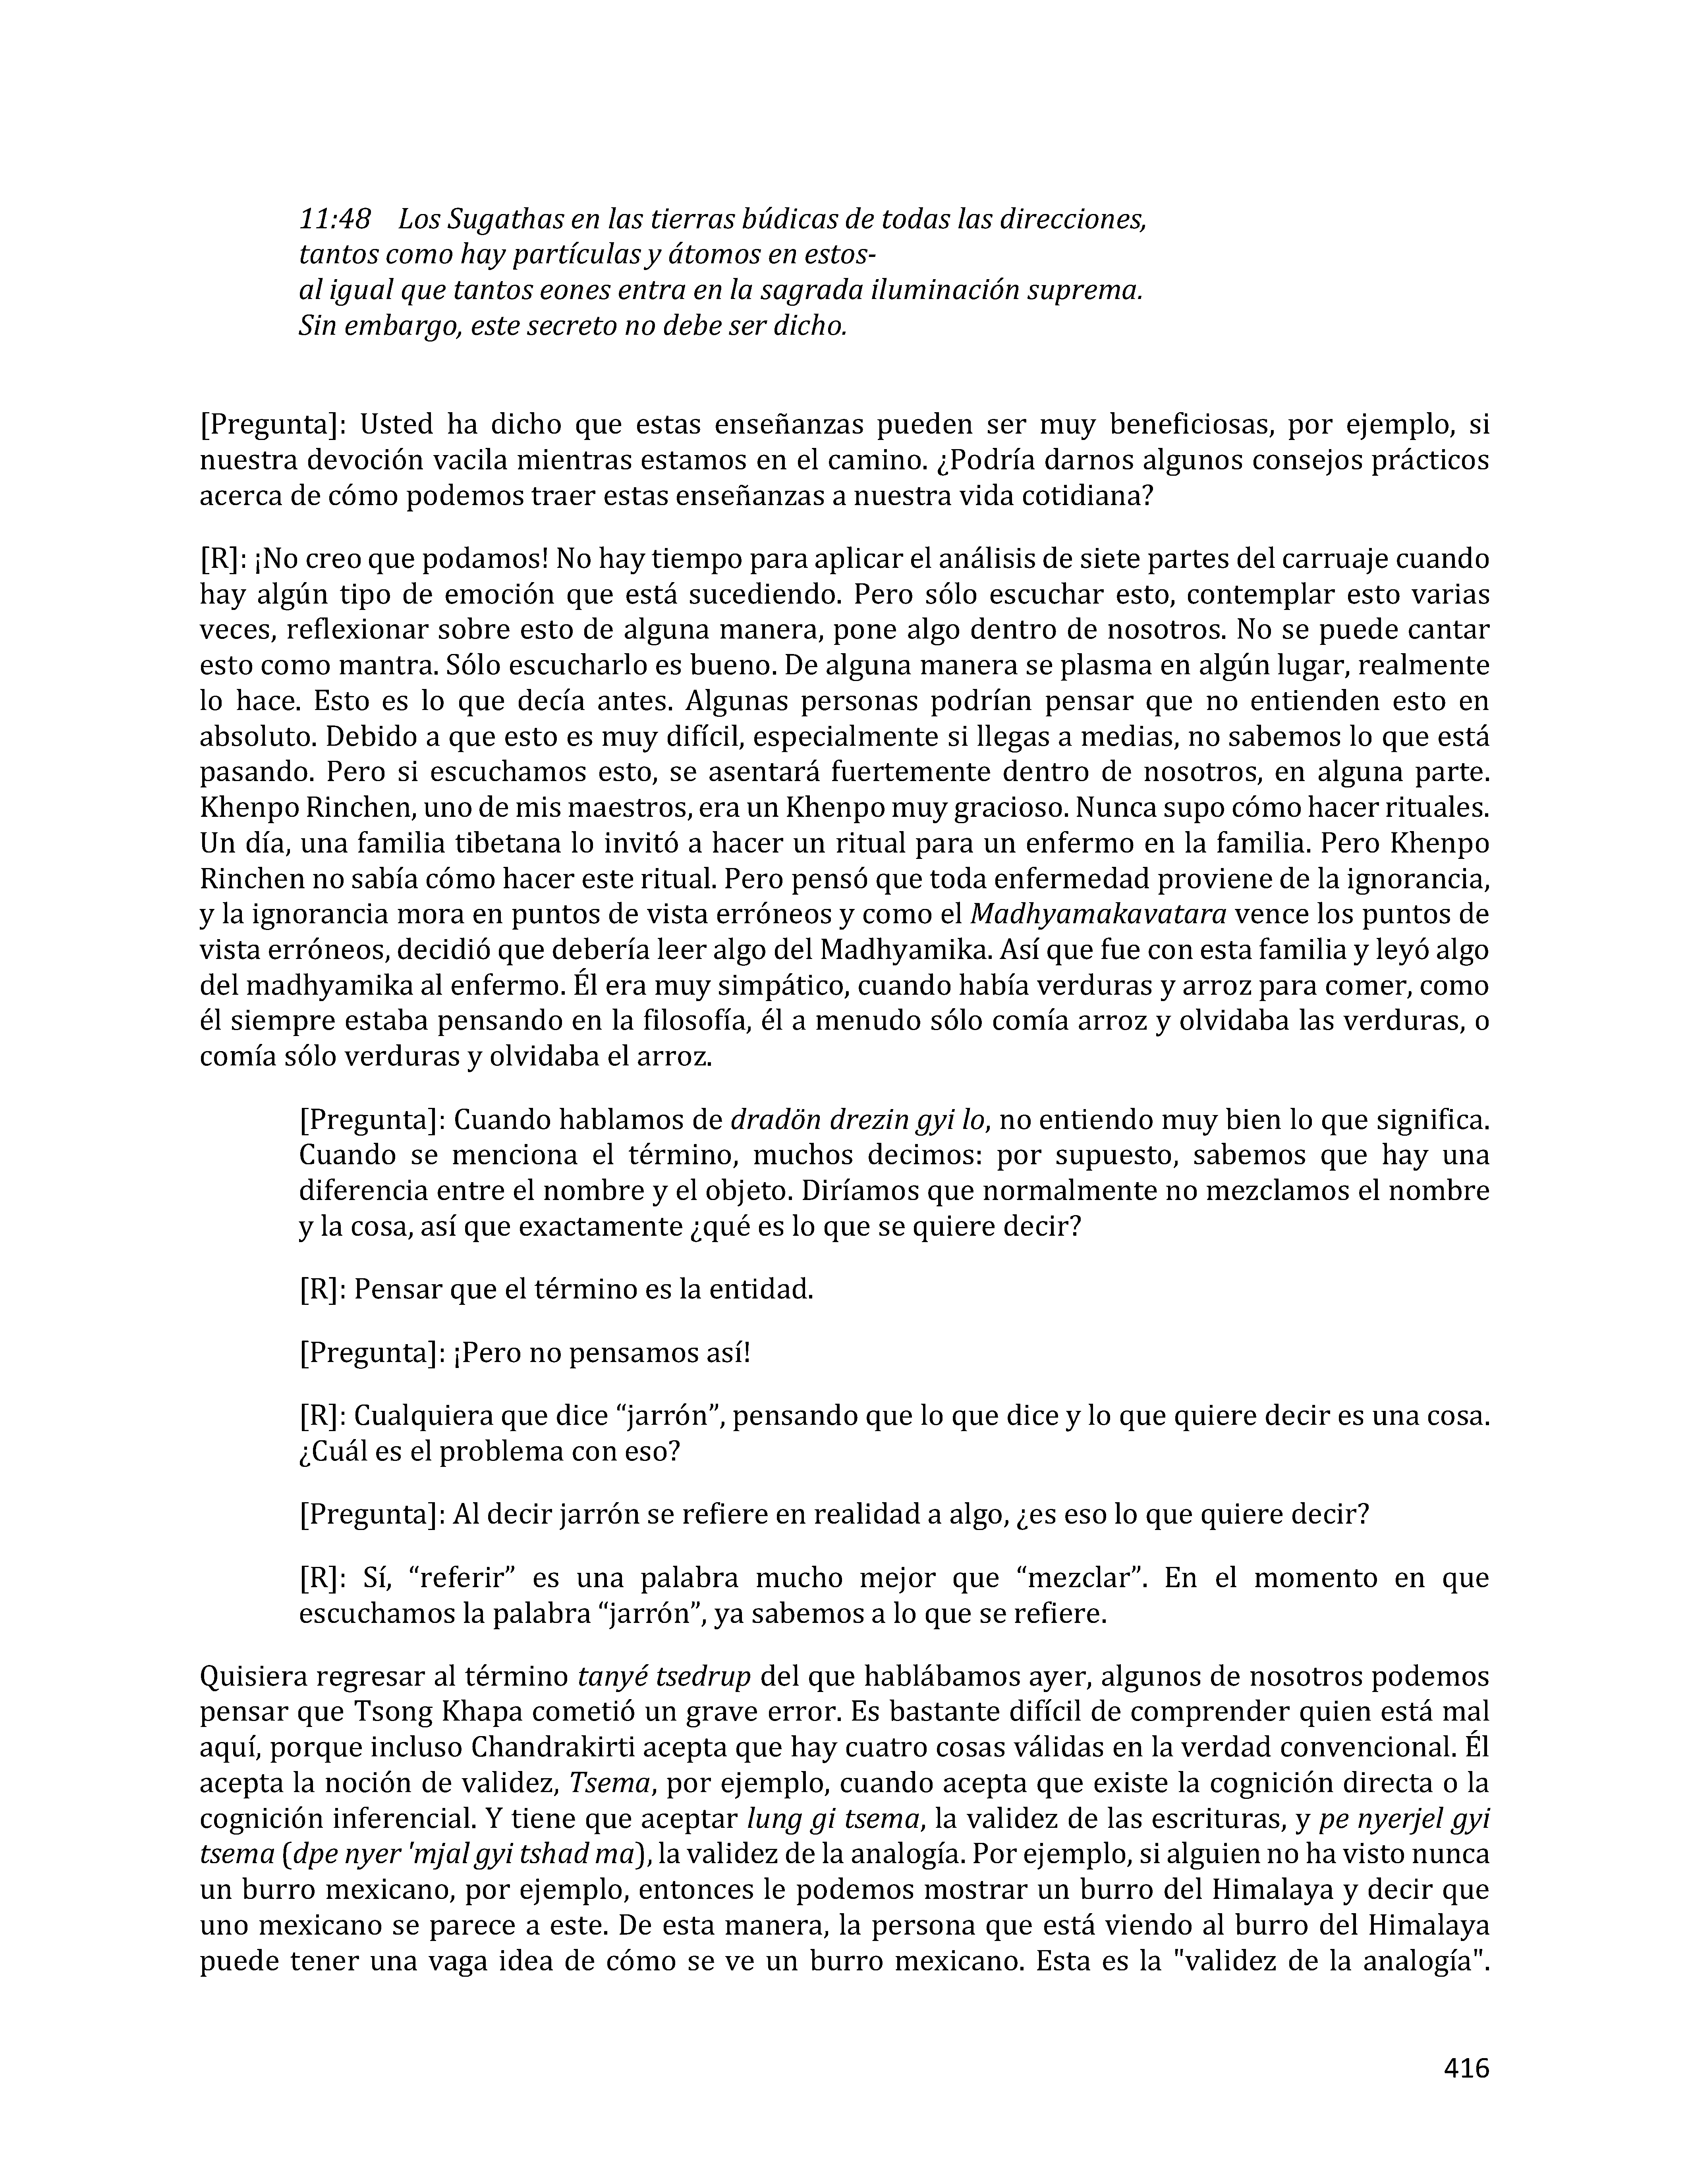 11:48 Los Sugathas en las tierras búdicas de todas las direcciones,
tantos como hay partículas y átomos en estos-
al igual que tantos eones entra en la sagrada iluminación suprema.
Sin embargo, este secreto no debe ser dicho.
[Pregunta]: Usted ha dicho que estas enseñanzas pueden ser muy beneficiosas, por ejemplo, si
nuestra devoción vacila mientras estamos en el camino. ¿Podría darnos algunos consejos prácticos
acerca de cómo podemos traer estas enseñanzas a nuestra vida cotidiana?
[R]: ¡No creo que podamos! No hay tiempo para aplicar el análisis de siete partes del carruaje cuando
hay algún tipo de emoción que está sucediendo. Pero sólo escuchar esto, contemplar esto varias
veces, reflexionar sobre esto de alguna manera, pone algo dentro de nosotros. No se puede cantar
esto como mantra. Sólo escucharlo es bueno. De alguna manera se plasma en algún lugar, realmente
lo hace. Esto es lo que decía antes. Algunas personas podrían pensar que no entienden esto en
absoluto. Debido a que esto es muy difícil, especialmente si llegas a medias, no sabemos lo que está
pasando. Pero si escuchamos esto, se asentará fuertemente dentro de nosotros, en alguna parte.
Khenpo Rinchen, uno de mis maestros, era un Khenpo muy gracioso. Nunca supo cómo hacer rituales.
Un día, una familia tibetana lo invitó a hacer un ritual para un enfermo en la familia. Pero Khenpo
Rinchen no sabía cómo hacer este ritual. Pero pensó que toda enfermedad proviene de la ignorancia,
y la ignorancia mora en puntos de vista erróneos y como el Madhyamakavatara vence los puntos de
vista erróneos, decidió que debería leer algo del Madhyamika. Así que fue con esta familia y leyó algo
del madhyamika al enfermo. Él era muy simpático, cuando había verduras y arroz para comer, como
él siempre estaba pensando en la filosofía, él a menudo sólo comía arroz y olvidaba las verduras, o
comía sólo verduras y olvidaba el arroz.
[Pregunta]: Cuando hablamos de dradön drezin gyi lo, no entiendo muy bien lo que significa.
Cuando se menciona el término, muchos decimos: por supuesto, sabemos que hay una
diferencia entre el nombre y el objeto. Diríamos que normalmente no mezclamos el nombre
y la cosa, así que exactamente ¿qué es lo que se quiere decir?
[R]: Pensar que el término es la entidad.
[Pregunta]: ¡Pero no pensamos así!
[R]: Cualquiera que dice “jarrón”, pensando que lo que dice y lo que quiere decir es una cosa.
¿Cuál es el problema con eso?
[Pregunta]: Al decir jarrón se refiere en realidad a algo, ¿es eso lo que quiere decir?
[R]: Sí, “referir” es una palabra mucho mejor que “mezclar”. En el momento en que
escuchamos la palabra “jarrón”, ya sabemos a lo que se refiere.
Quisiera regresar al término tanyé tsedrup del que hablábamos ayer, algunos de nosotros podemos
pensar que Tsong Khapa cometió un grave error. Es bastante difícil de comprender quien está mal
aquí, porque incluso Chandrakirti acepta que hay cuatro cosas válidas en la verdad convencional. Él
acepta la noción de validez, Tsema, por ejemplo, cuando acepta que existe la cognición directa o la
cognición inferencial. Y tiene que aceptar lung gi tsema, la validez de las escrituras, y pe nyerjel gyi
tsema (dpe nyer 'mjal gyi tshad ma), la validez de la analogía. Por ejemplo, si alguien no ha visto nunca
un burro mexicano, por ejemplo, entonces le podemos mostrar un burro del Himalaya y decir que
uno mexicano se parece a este. De esta manera, la persona que está viendo al burro del Himalaya
puede tener una vaga idea de cómo se ve un burro mexicano. Esta es la "validez de la analogía".
416